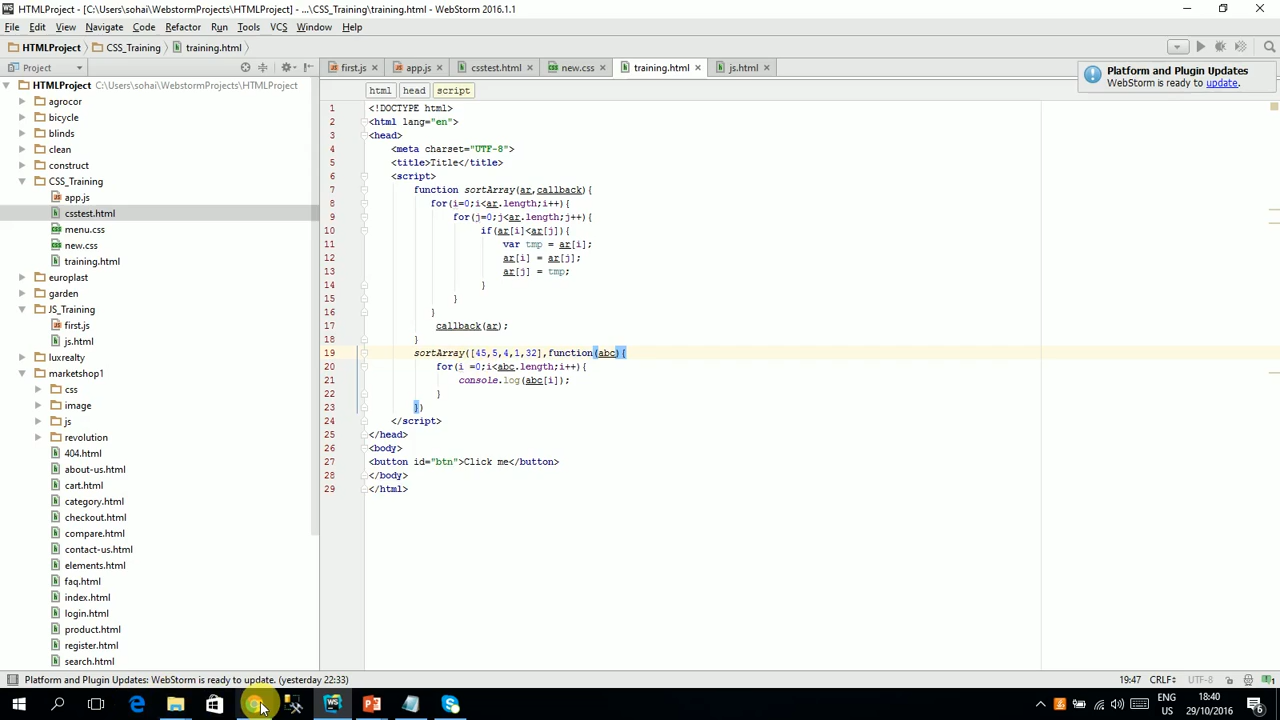 HTMLProject - [C:\Users\sohai\WebstormProjects\HTMLProject] - ...\CSS_Training\training.html - WebStorm 2016.1.1
File Edit View Navigate Code Refactor Run Tools VCS Window Help
HTMLProject CSS_Training training.html
Project
first.js app.js csstest.html new.css training.html js.html
html head script
Platform and Plugin Updates
WebStorm is ready to update.
HTMLProject C:\Users\sohai\WebstormProjects\HTMLProject
agrocor
bicycle
blinds
clean
construct
CSS_Training
app.js
csstest.html
menu.css
new.css
training.html
europlast
garden
JS_Training
first.js
js.html
luxrealty
marketshop1
css
image
js
revolution
404.html
about-us.html
cart.html
category.html
checkout.html
compare.html
contact-us.html
elements.html
faq.html
index.html
login.html
product.html
register.html
search.html
1 <!DOCTYPE html>
2 <html lang="en">
3 <head>
4 <meta charset="UTF-8">
5 <title>Title</title>
6 <script>
7 function sortArray(ar,callback){
8 for(i=0;i<ar.length;i++){
9 for(j=0;j<ar.length;j++){
10 if(ar[i]<ar[j]){
11 var tmp = ar[i];
12 ar[i] = ar[j];
13 ar[j] = tmp;
14 }
15 }
16 }
17 callback(ar);
18 }
19 sortArray([45,5,4,1,32],function(abc){
20 for(i =0;i<abc.length;i++){
21 console.log(abc[i]);
22 }
23 })
24 </script>
25 </head>
26 <body>
27 <button id="btn">Click me</button>
28 </body>
29 </html>
Platform and Plugin Updates: WebStorm is ready to update. (yesterday 22:33)
19:47 CRLF÷ UTF-8÷
ENG
US
18:40
29/10/2016